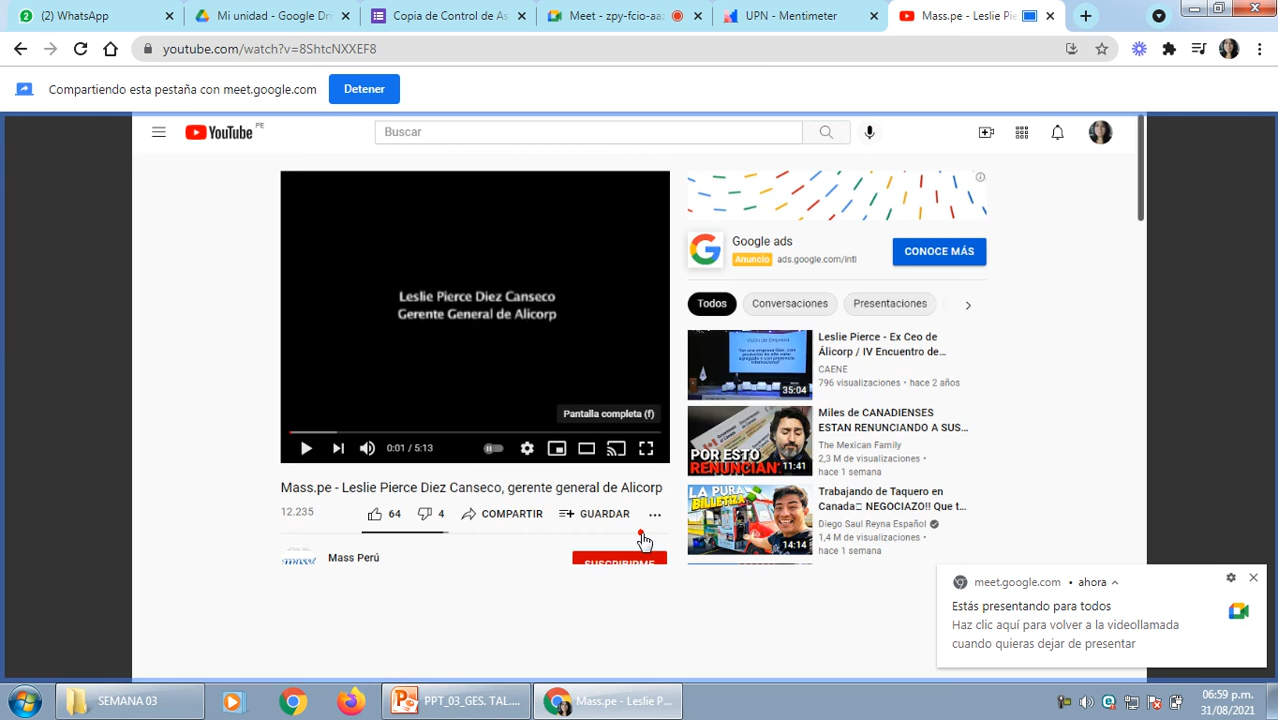 (2) WhatsApp
Mi unidad - Google D
Copia de Control de As
Meet - zpy-fcio-aa
UPN - Mentimeter
Mass.pe - Leslie Pie
youtube.com/watch?v=8ShtcNXXEF8
Compartiendo esta pestaña con meet.google.com
Detener
YouTube PE
Buscar
Leslie Pierce Diez Canseco
Gerente General de Alicorp
Pantalla completa (f)
0:01 / 5:13
Mass.pe - Leslie Pierce Diez Canseco, gerente general de Alicorp
12.235
64
4
COMPARTIR
GUARDAR
Mass Perú
SUSCRIBIRME
Google ads
Anuncio ads.google.com/intl
CONOCE MÁS
Todos
Conversaciones
Presentaciones
35:04
Leslie Pierce - Ex Ceo de
Álicorp / IV Encuentro de...
CAENE
796 visualizaciones • hace 2 años
POR ESTO
RENUNCIAN
11:41
Miles de CANADIENSES
ESTAN RENUNCIANDO A SUS...
The Mexican Family
2,3 M de visualizaciones •
hace 1 semana
LA PURA
BILLETIZA
14:14
Trabajando de Taquero en
Canada□ NEGOCIAZO!! Que t...
Diego Saul Reyna Español
1,4 M de visualizaciones •
hace 1 semana
meet.google.com • ahora
Estás presentando para todos
Haz clic aquí para volver a la videollamada
cuando quieras dejar de presentar
SEMANA 03
PPT_03_GES. TAL....
Mass.pe - Leslie P...
06:59 p.m.
31/08/2021